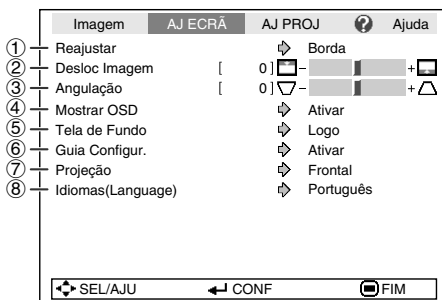 Imagem AJ ECRÃ AJ PROJ ? Ajuda
1 Reajustar Borda
2 Desloc Imagem [ 0 ] – +
3 Angulação [ 0 ] – +
4 Mostrar OSD Ativar
5 Tela de Fundo Logo
6 Guia Configur. Ativar
7 Projeção Frontal
8 Idiomas(Language) Português
SEL/AJU CONF FIM